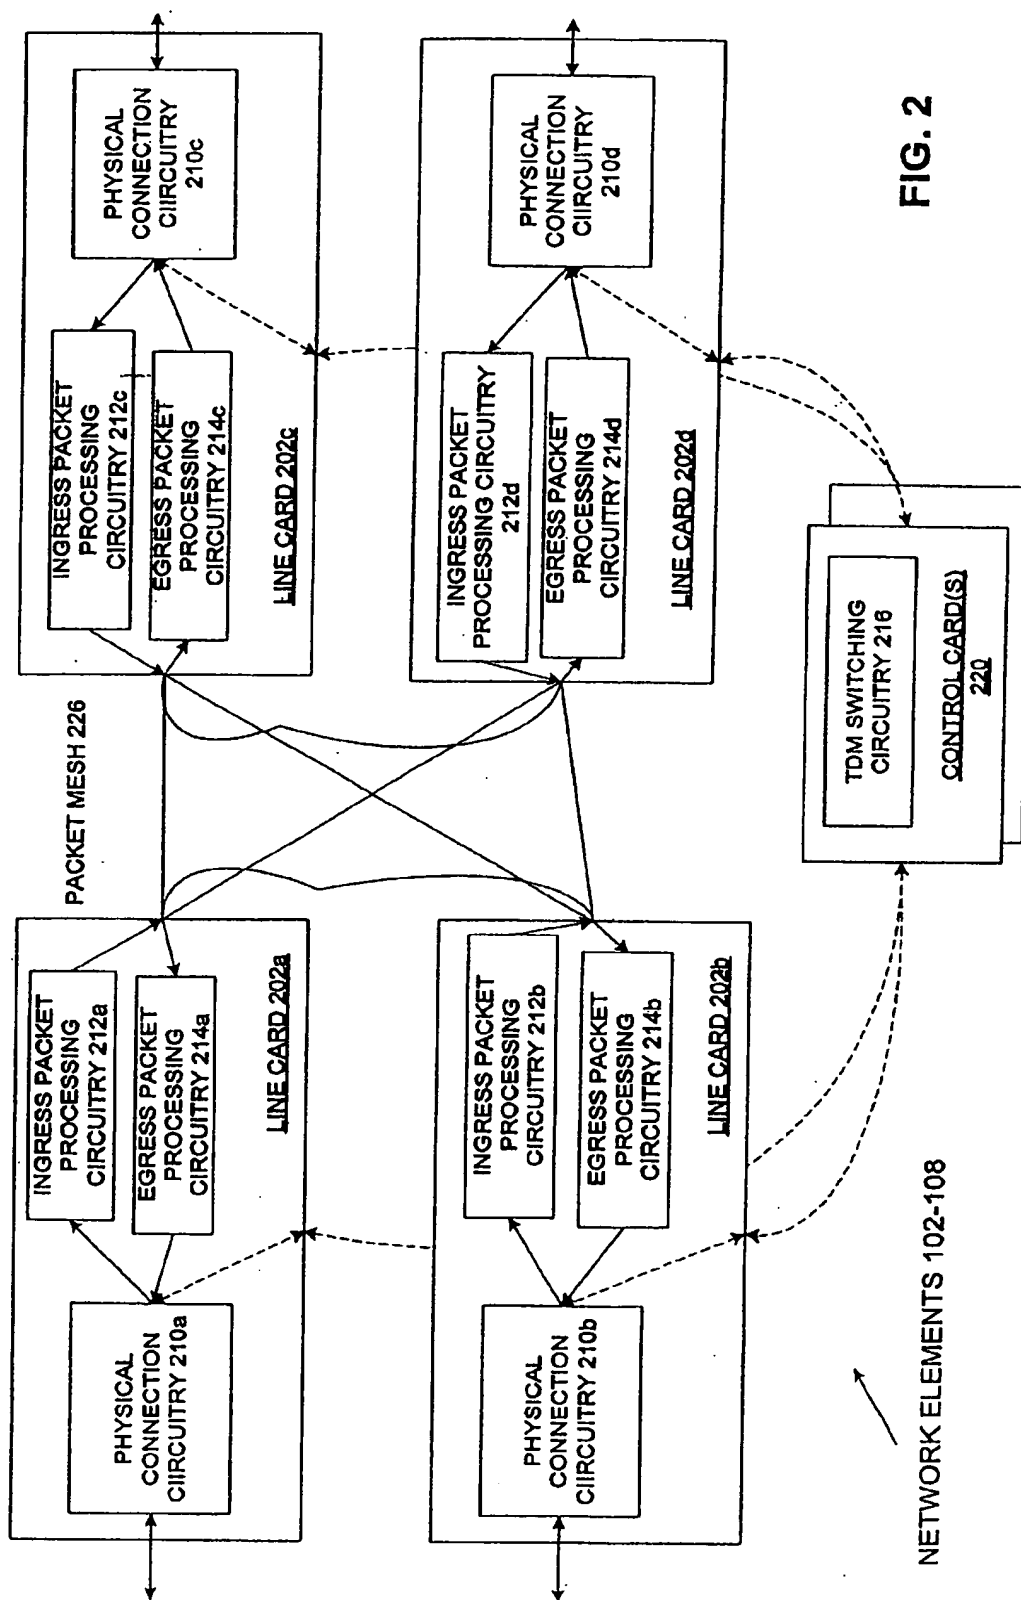 PHYSICAL
CONNECTION
CIIRCUITRY 210a
INGRESS PACKET
PROCESSING
CIRCUITRY 212a
EGRESS PACKET
PROCESSING
CIRCUITRY 214a
LINE CARD 202a
PACKET MESH 226
INGRESS PACKET
PROCESSING
CIRCUITRY 212c
EGRESS PACKET
PROCESSING
CIRCUITRY 214c
LINE CARD 202c
PHYSICAL
CONNECTION
CIIRCUITRY
210c
PHYSICAL
CONNECTION
CIIRCUITRY 210b
INGRESS PACKET
PROCESSING
CIRCUITRY 212b
EGRESS PACKET
PROCESSING
CIRCUITRY 214b
LINE CARD 202b
INGRESS PACKET
PROCESSING CIRCUITRY
212d
EGRESS PACKET
PROCESSING
CIRCUITRY 214d
LINE CARD 202d
PHYSICAL
CONNECTION
CIIRCUITRY
210d
TDM SWITCHING
CIRCUITRY 216
CONTROL CARD(S)
220
NETWORK ELEMENTS 102-108
FIG. 2